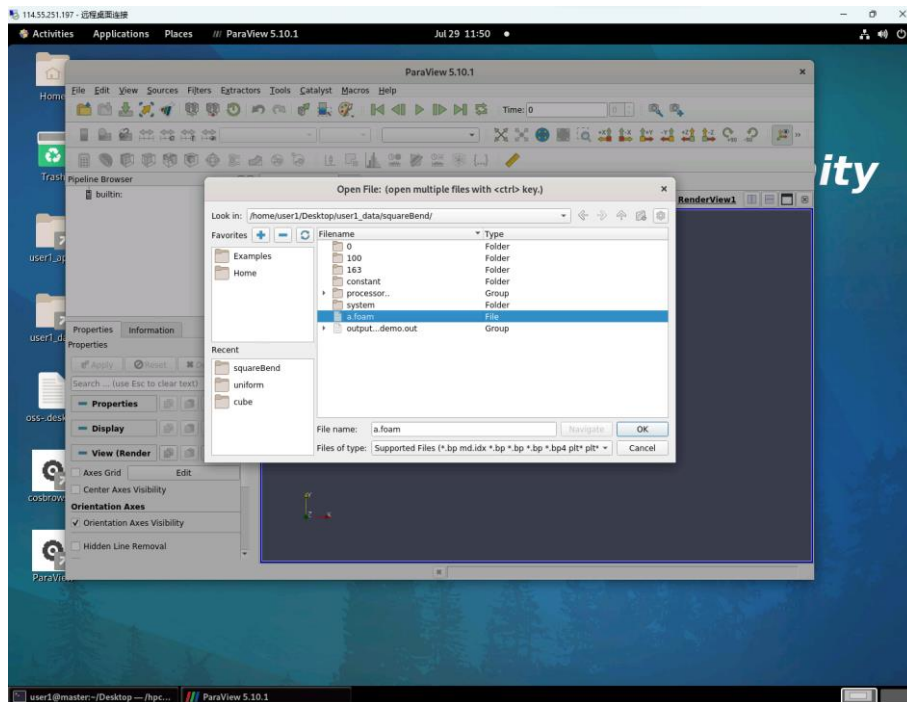 114.55.251.197 - 远程桌面连接
Activities Applications Places ParaView 5.10.1 Jul 29 11:50
ParaView 5.10.1
Home
File Edit View Sources Filters Extractors Tools Catalyst Macros Help
Time: 0
Trash
Pipeline Browser
builtin:
ity
RenderView1
Open File: (open multiple files with <ctrl> key.)
Look in: /home/user1/Desktop/user1_data/squareBend/
Favorites
Examples
Home
Filename Type
0 Folder
100 Folder
163 Folder
constant Folder
processor.. Group
system Folder
a.foam File
output...demo.out Group
user1_ap
user1_da
Properties Information
Properties
Apply Reset
Search ... (use Esc to clear text)
Properties
Display
View (Render
Recent
squareBend
uniform
cube
File name: a.foam Navigate OK
Files of type: Supported Files (*.bp md.idx *.bp *.bp *.bp *.bp4 plt* plt* Cancel
oss-.desk
Axes Grid Edit
Center Axes Visibility
Orientation Axes
Orientation Axes Visibility
Hidden Line Removal
cosbrow
ParaVie
user1@master:~/Desktop — /hpc... ParaView 5.10.1